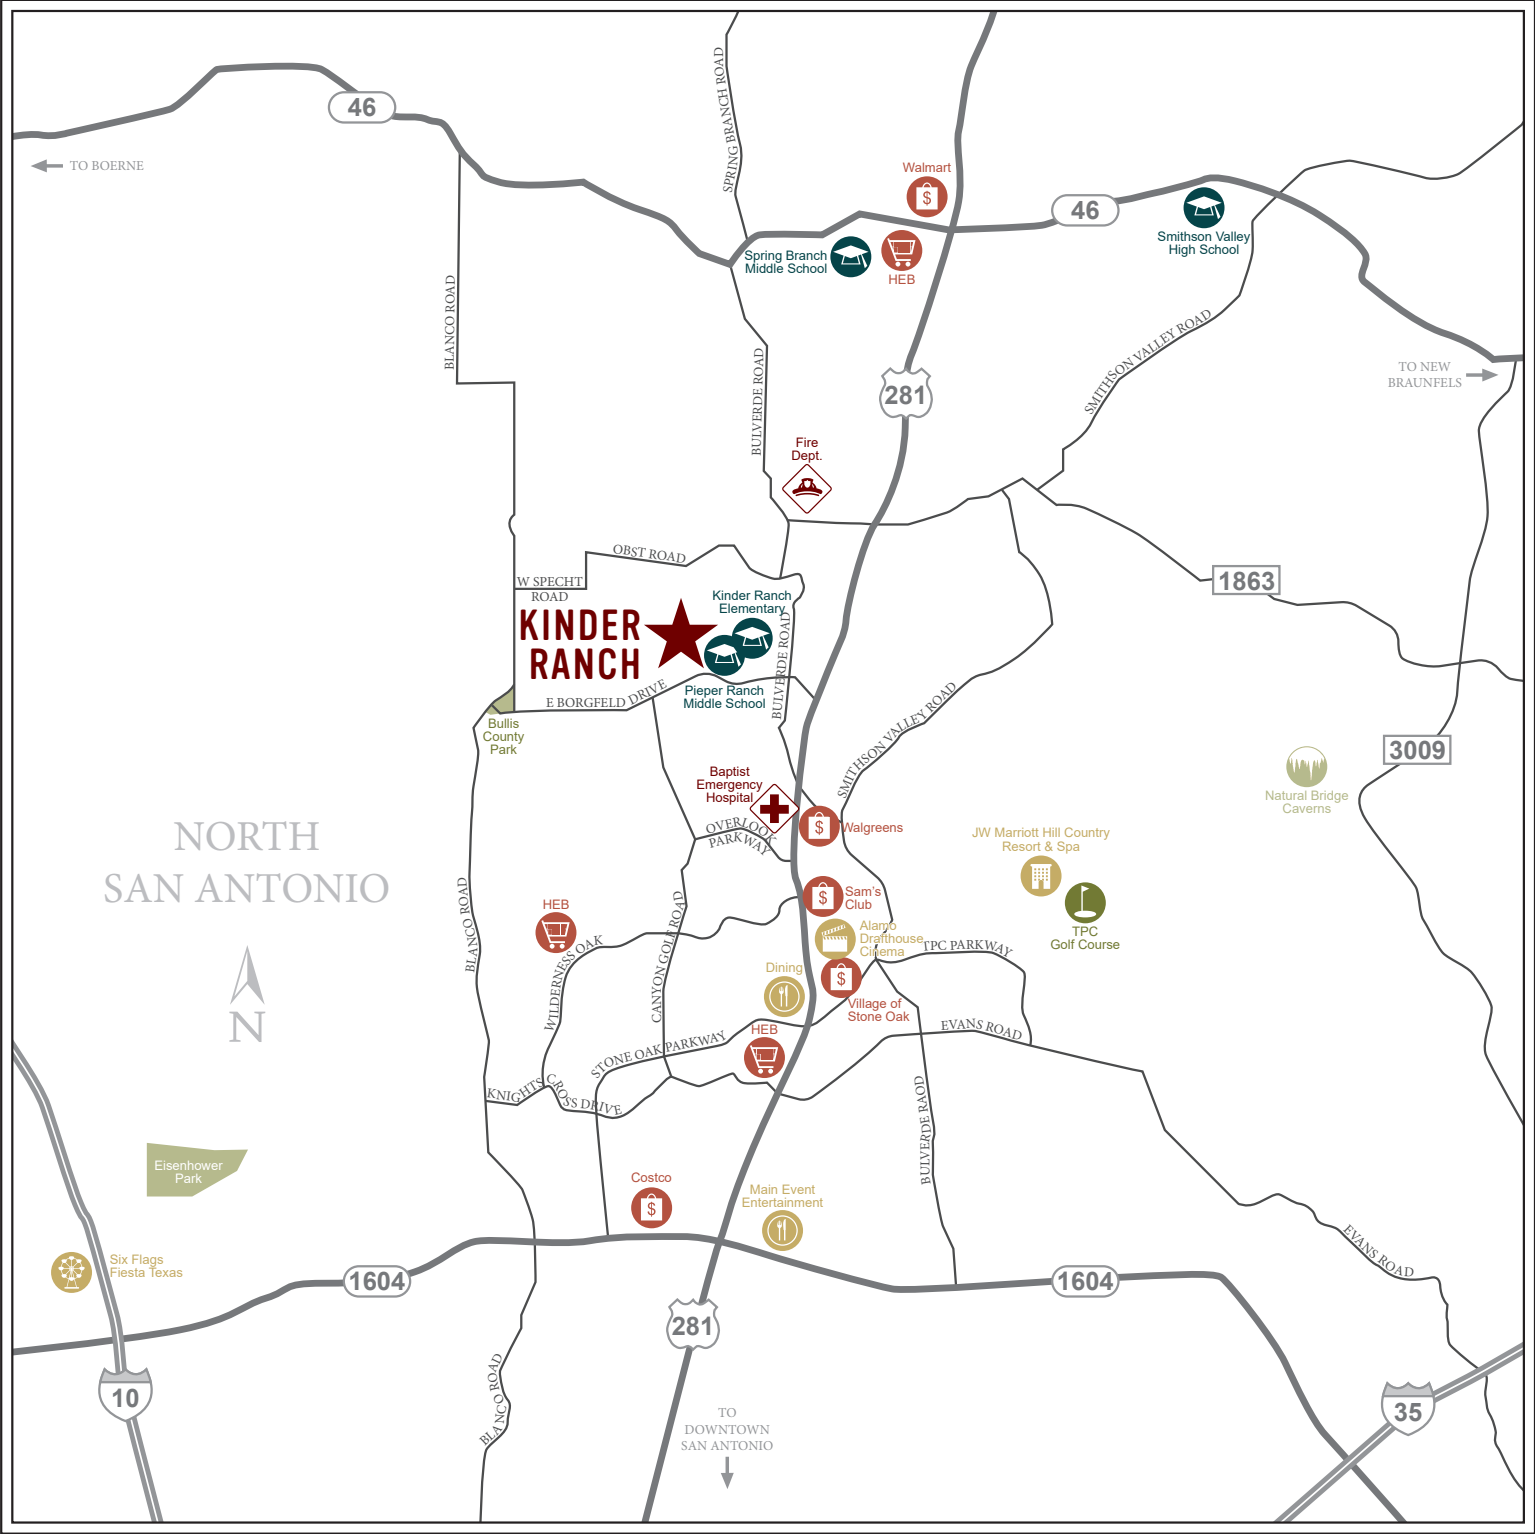 SPRING BRANCH ROAD
46
TO BOERNE
Walmart
46
Smithson Valley
High School
Spring Branch
Middle School
HEB
BLANCO ROAD
BULVERDE ROAD
SMITHSON VALLEY ROAD
281
TO NEW
BRAUNFELS
Fire
Dept.
OBST ROAD
W SPECHT
ROAD
1863
Kinder Ranch
Elementary
KINDER
RANCH
BULVERDE ROAD
E BORGFELD DRIVE
Pieper Ranch
Middle School
Bullis
County
Park
SMITHSON VALLEY ROAD
3009
Baptist
Emergency
Hospital
Natural Bridge
Caverns
OVERLOOK
PARKWAY
Walgreens
NORTH
SAN ANTONIO
JW Marriott Hill Country
Resort & Spa
Sam's
Club
HEB
BLANCO ROAD
WILDERNESS OAK
CANYON GOLF ROAD
Alamo
Drafthouse
Cinema
TPC PARKWAY
TPC
Golf Course
Dining
Village of
Stone Oak
N
HEB
STONE OAK PARKWAY
EVANS ROAD
KNIGHTS CROSS DRIVE
BULVERDE RAOD
Eisenhower
Park
Costco
Main Event
Entertainment
EVANS ROAD
Six Flags
Fiesta Texas
1604
1604
281
BLANCO ROAD
10
35
TO
DOWNTOWN
SAN ANTONIO